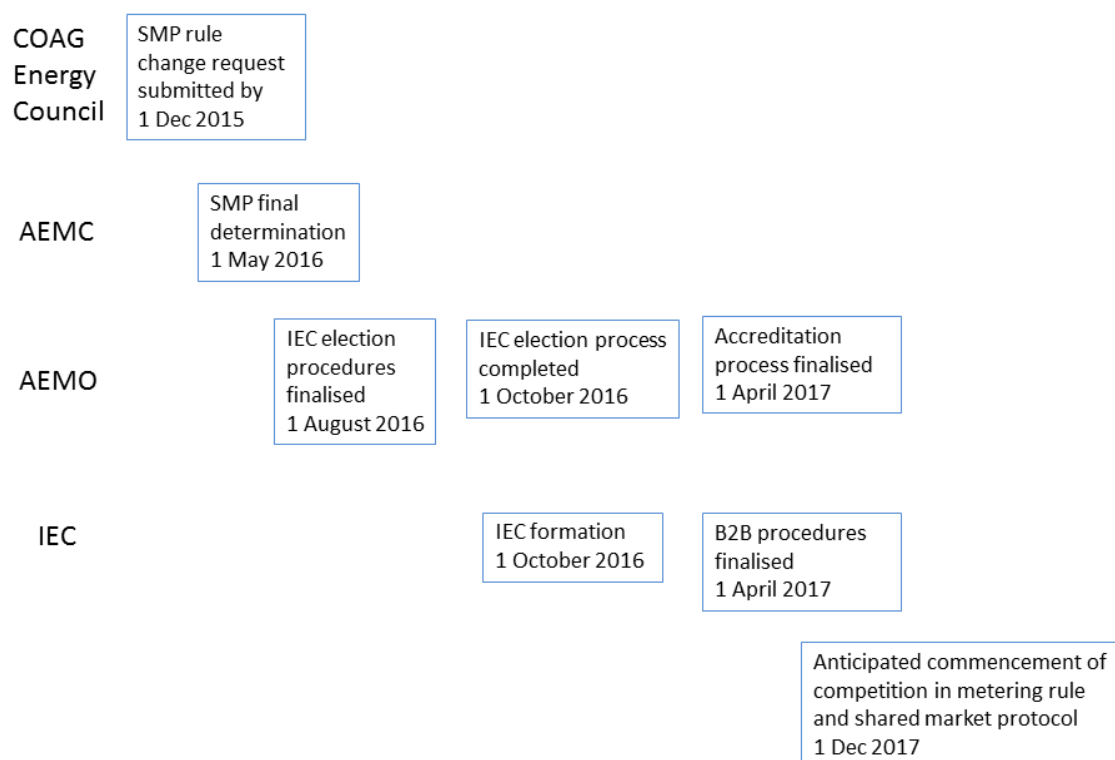 COAG
Energy
Council
SMP rule
change request
submitted by
1 Dec 2015
AEMC
SMP final
determination
1 May 2016
AEMO
IEC election
procedures
finalised
1 August 2016
IEC election process
completed
1 October 2016
Accreditation
process finalised
1 April 2017
IEC
IEC formation
1 October 2016
B2B procedures
finalised
1 April 2017
Anticipated commencement of
competition in metering rule
and shared market protocol
1 Dec 2017